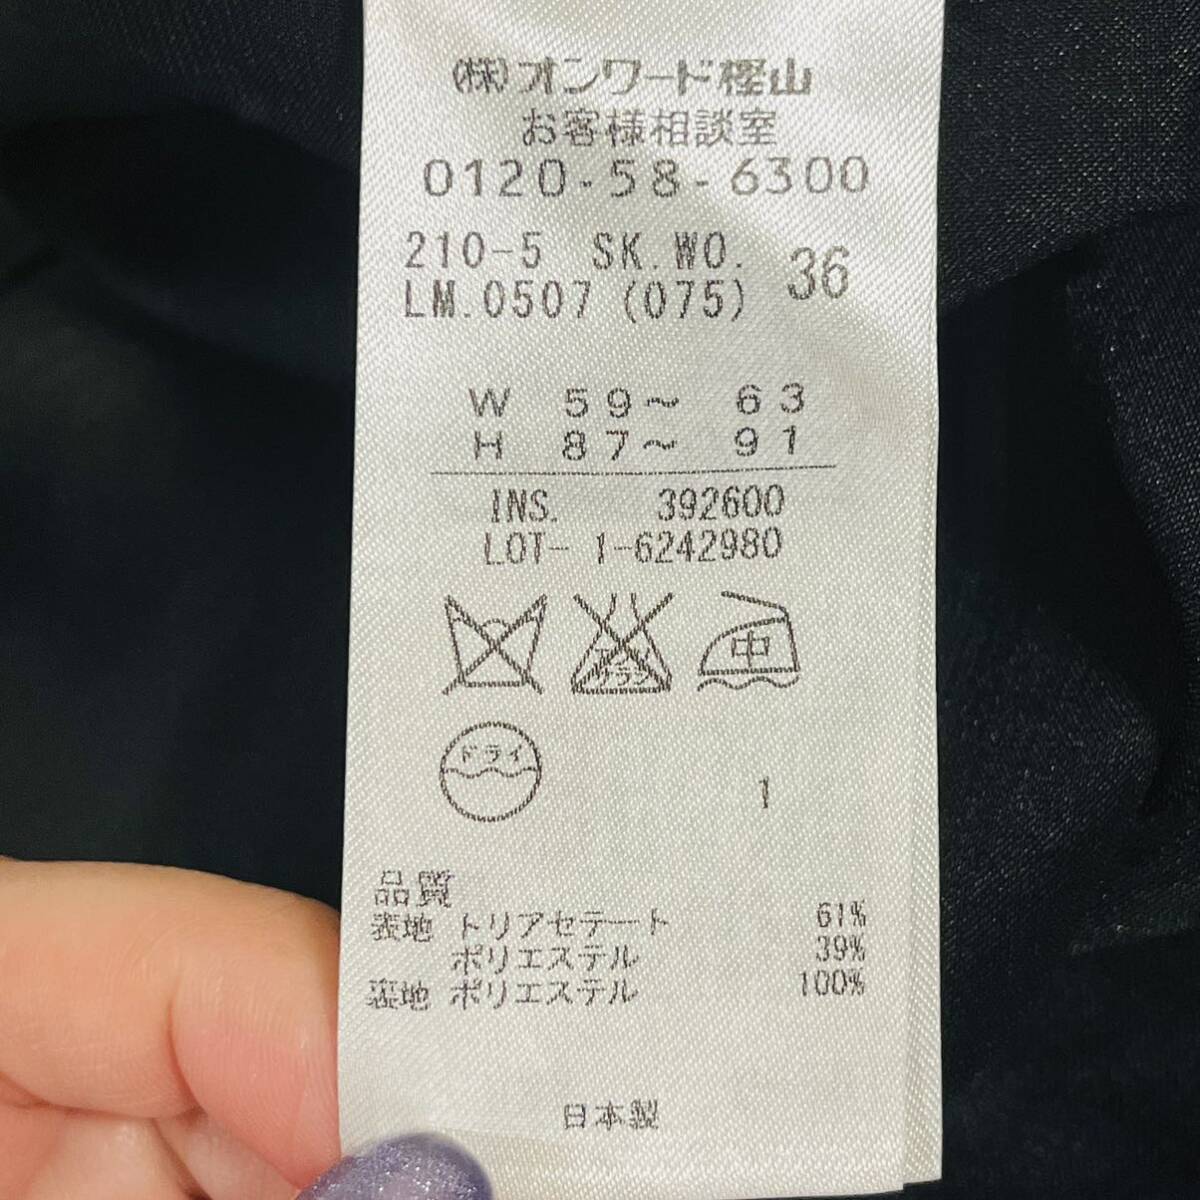 (株)オンワード樫山
お客様相談室
0120-58-6300
210-5 SK.WO. 36
LM.0507 (075)
W 59～ 63
H 87～ 91
INS. 392600
LOT- 1-6242980
中
ドライ
1
品質
表地 トリアセテート 61%
ポリエステル 39%
裏地 ポリエステル 100%
日本製